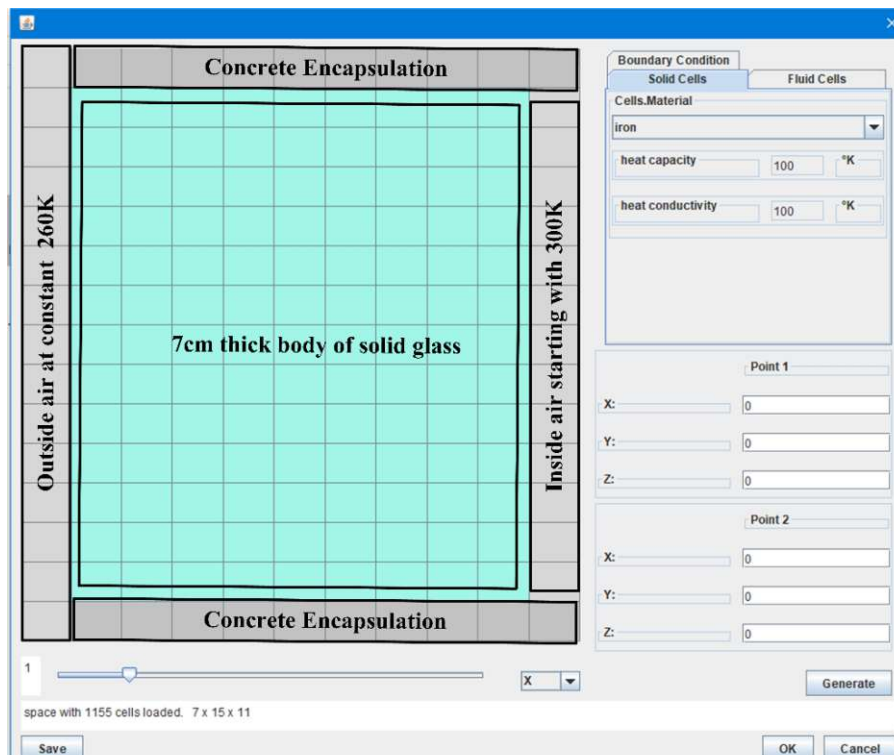 Concrete Encapsulation
Outside air at constant 260K
7cm thick body of solid glass
Inside air starting with 300K
Concrete Encapsulation
1
X
space with 1155 cells loaded. 7 x 15 x 11
Save
Boundary Condition
Solid Cells Fluid Cells
Cells.Material
iron
heat capacity 100 °K
heat conductivity 100 °K
Point 1
X: 0
Y: 0
Z: 0
Point 2
X: 0
Y: 0
Z: 0
Generate
OK Cancel